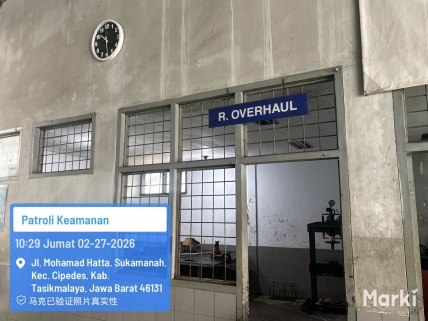 R. OVERHAUL
Patroli Keamanan
10:29 Jumat 02-27-2026
Jl. Mohamad Hatta, Sukamanah,
Kec. Cipedes, Kab.
Tasikmalaya, Jawa Barat 46131
马克已验证照片真实性
Marki